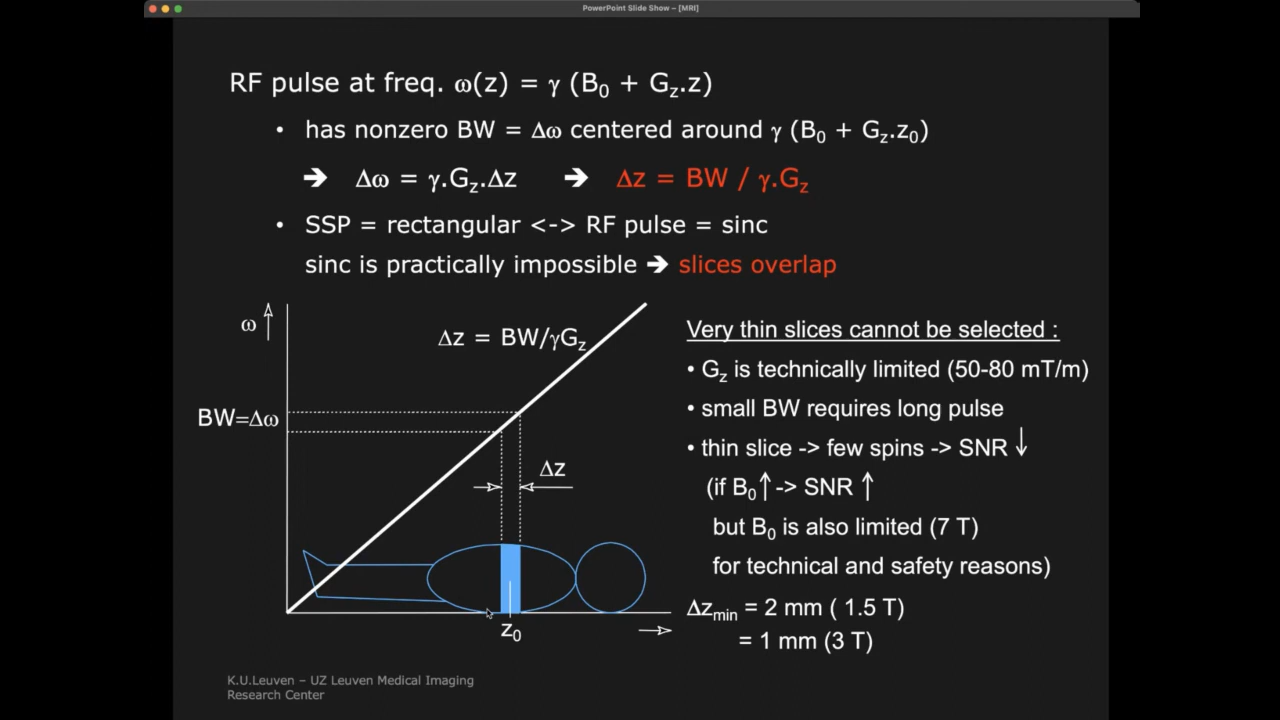 PowerPoint Slide Show – [MRI]
RF pulse at freq. ω(z) = γ (B₀ + G_z.z)
• has nonzero BW = Δω centered around γ (B₀ + G_z.z₀)
➔ Δω = γ.G_z.Δz ➔ Δz = BW / γ.G_z
• SSP = rectangular <-> RF pulse = sinc
sinc is practically impossible ➔ slices overlap
ω ↑
Δz = BW/γG_z
BW=Δω
Δz
z₀
Very thin slices cannot be selected :
• G_z is technically limited (50-80 mT/m)
• small BW requires long pulse
• thin slice -> few spins -> SNR ↓
(if B₀↑ -> SNR ↑
but B₀ is also limited (7 T)
for technical and safety reasons)
Δz_min = 2 mm ( 1.5 T)
= 1 mm (3 T)
K.U.Leuven – UZ Leuven Medical Imaging
Research Center